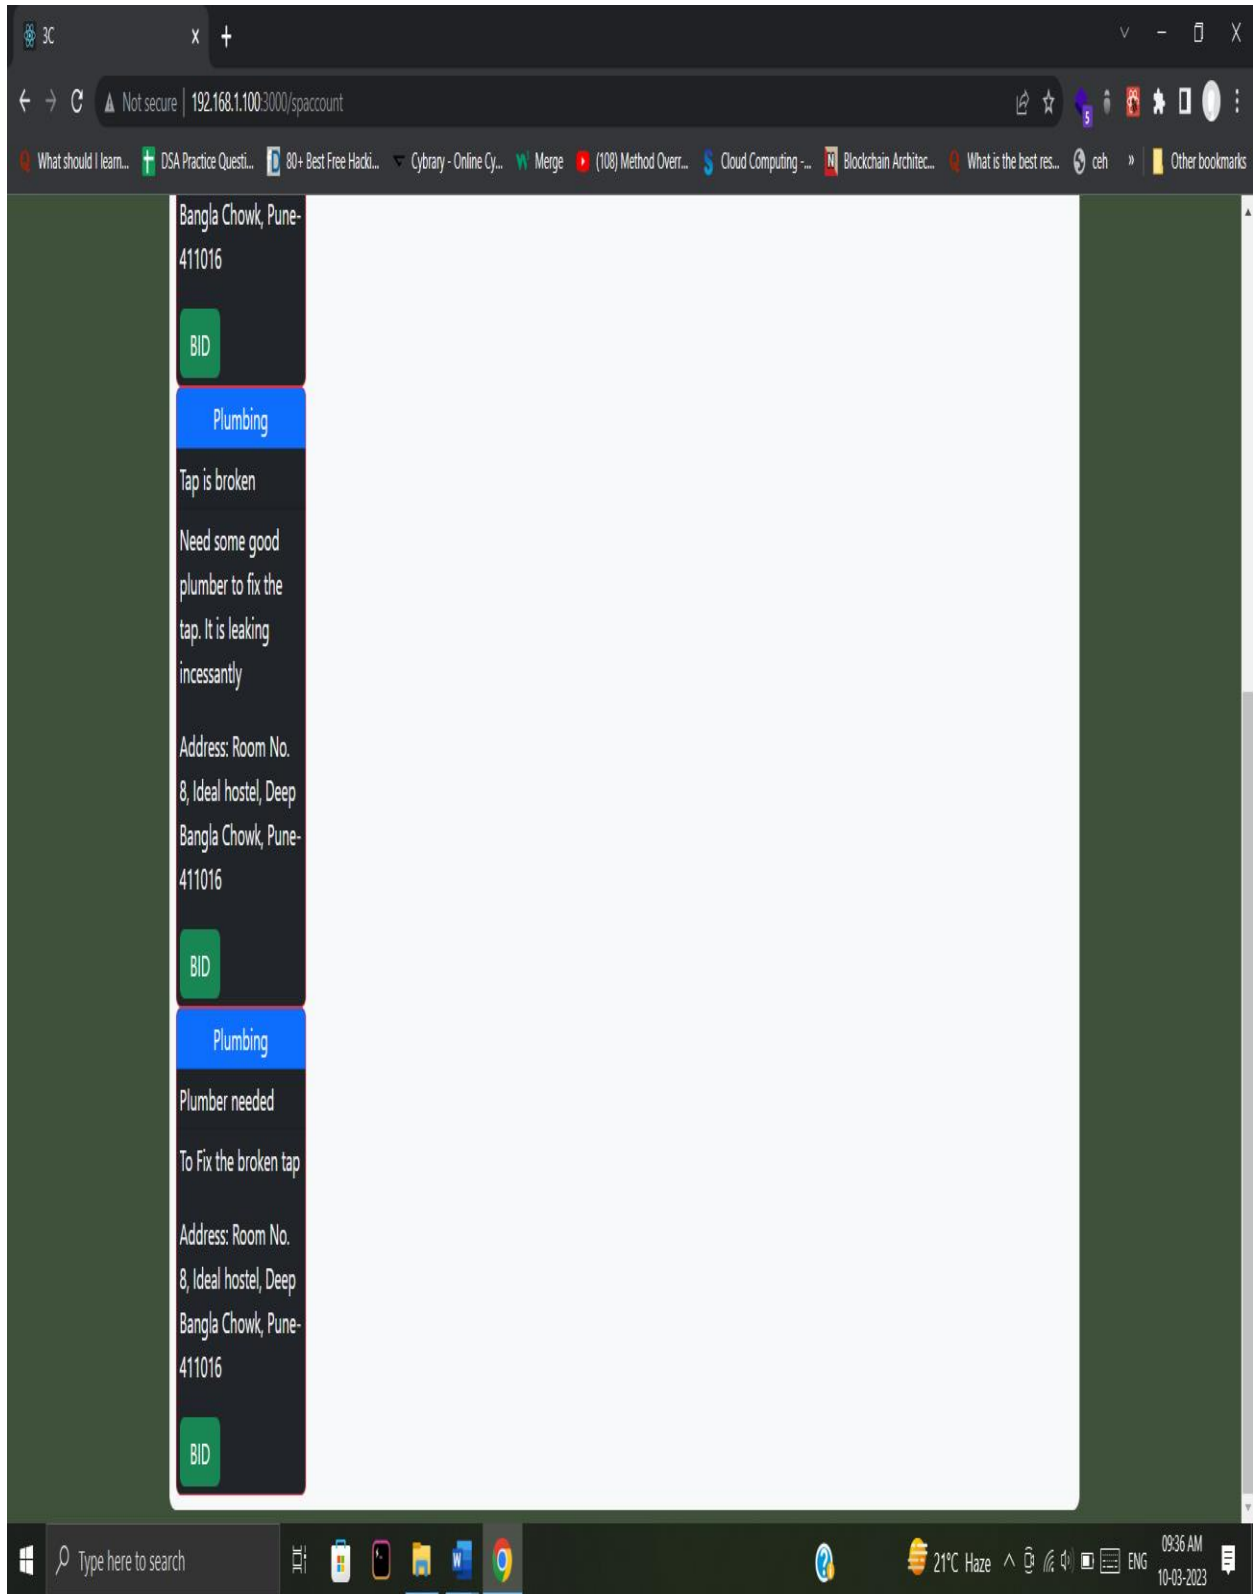 3C
Not secure | 192.168.1.100:3000/spaccount
5
What should I learn... DSA Practice Questi... 80+ Best Free Hacki... Cybrary - Online Cy... Merge (108) Method Overr... Cloud Computing -... Blockchain Architec... What is the best res... ceh » Other bookmarks
Bangla Chowk, Pune-
411016
BID
Plumbing
Tap is broken
Need some good
plumber to fix the
tap. It is leaking
incessantly
Address: Room No.
8, Ideal hostel, Deep
Bangla Chowk, Pune-
411016
BID
Plumbing
Plumber needed
To Fix the broken tap
Address: Room No.
8, Ideal hostel, Deep
Bangla Chowk, Pune-
411016
BID
Type here to search
21°C Haze
ENG
09:36 AM
10-03-2023